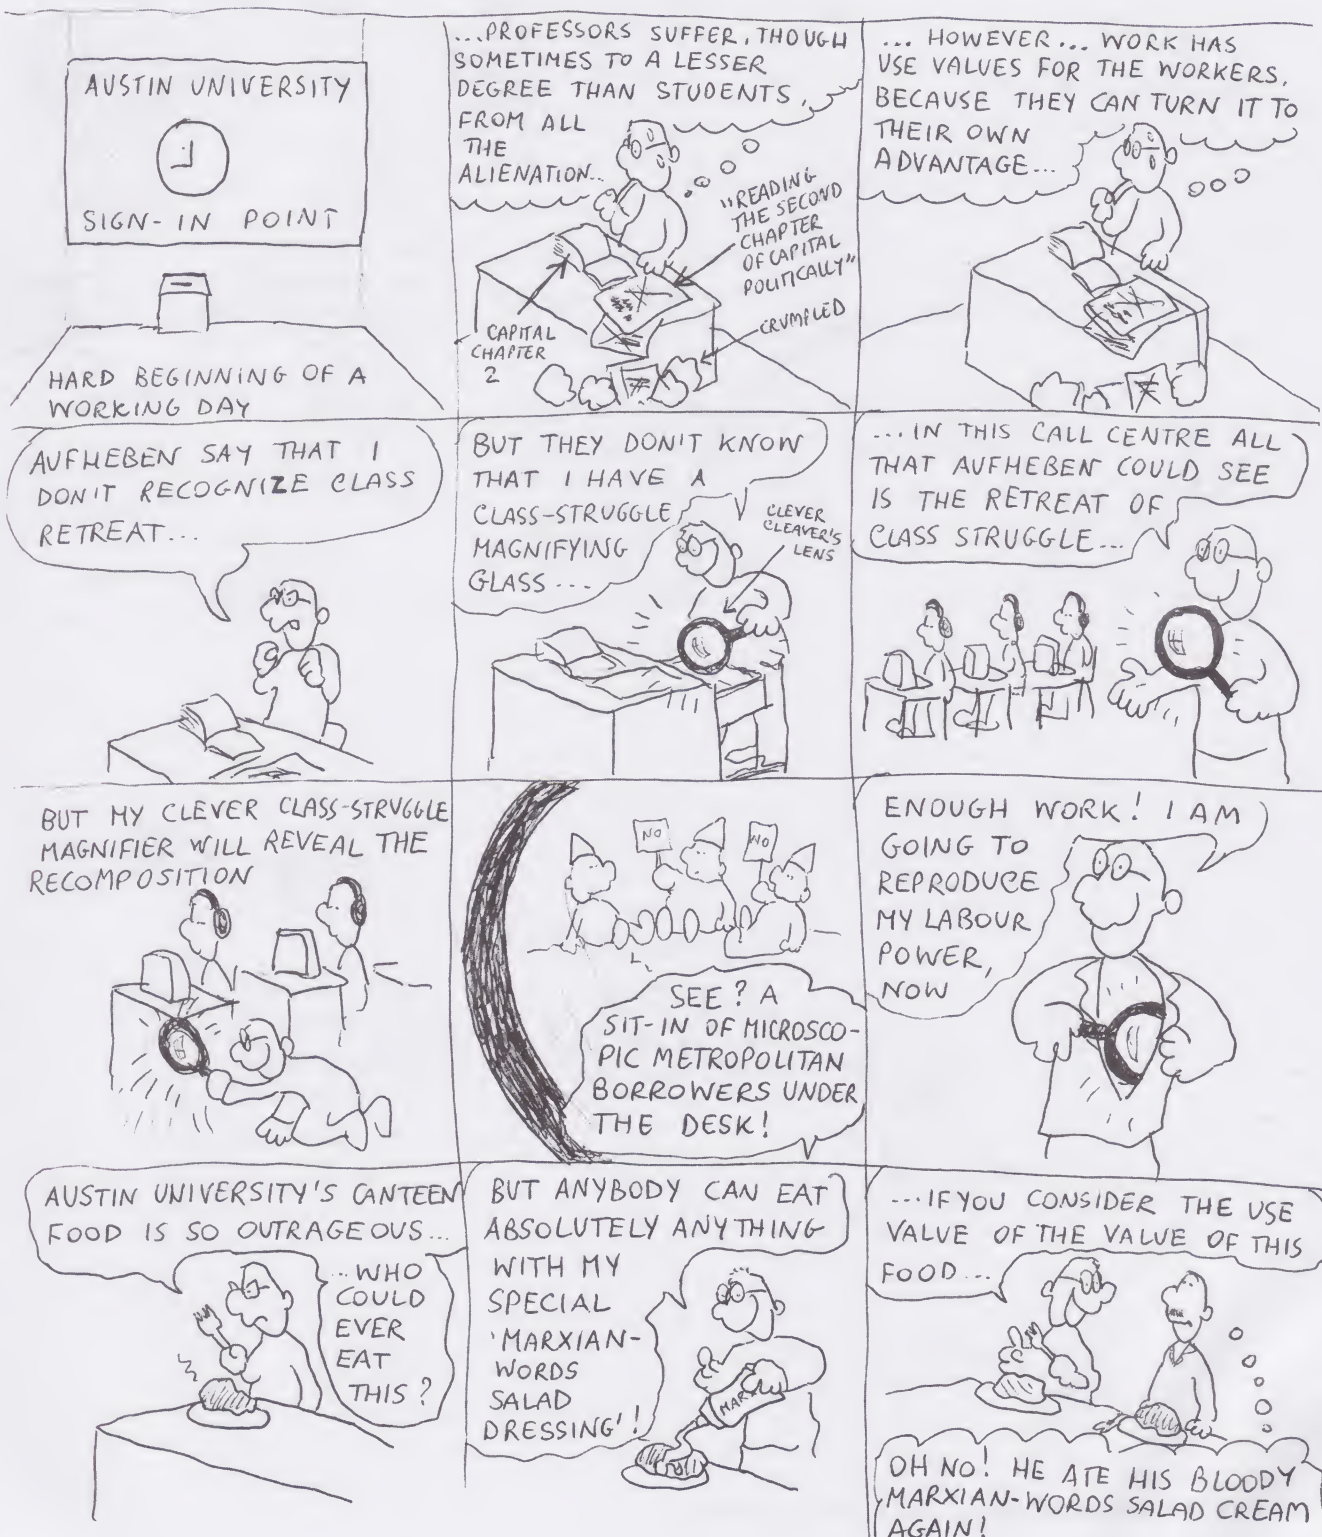 AUSTIN UNIVERSITY
SIGN-IN POINT
HARD BEGINNING OF A
WORKING DAY
...PROFESSORS SUFFER, THOUGH
SOMETIMES TO A LESSER
DEGREE THAN STUDENTS,
FROM ALL
THE
ALIENATION...
"READING
THE SECOND
CHAPTER
OF CAPITAL
POLITICALLY"
CAPITAL
CHAPTER
2
CRUMPLED
... HOWEVER... WORK HAS
USE VALUES FOR THE WORKERS,
BECAUSE THEY CAN TURN IT TO
THEIR OWN
ADVANTAGE...
AUFHEBEN SAY THAT I
DON'T RECOGNIZE CLASS
RETREAT...
BUT THEY DON'T KNOW
THAT I HAVE A
CLASS-STRUGGLE
MAGNIFYING
GLASS...
CLEVER
CLEAVER'S
LENS
...IN THIS CALL CENTRE ALL
THAT AUFHEBEN COULD SEE
IS THE RETREAT OF
CLASS STRUGGLE...
BUT MY CLEVER CLASS-STRUGGLE
MAGNIFIER WILL REVEAL THE
RECOMPOSITION
NO
NO
SEE? A
SIT-IN OF MICROSCO-
PIC METROPOLITAN
BORROWERS UNDER
THE DESK!
ENOUGH WORK! I AM
GOING TO
REPRODUCE
MY LABOUR
POWER,
NOW
AUSTIN UNIVERSITY'S CANTEEN
FOOD IS SO OUTRAGEOUS...
...WHO
COULD
EVER
EAT
THIS?
BUT ANYBODY CAN EAT
ABSOLUTELY ANYTHING
WITH MY
SPECIAL
'MARXIAN-
WORDS
SALAD
DRESSING'!
MARX
...IF YOU CONSIDER THE USE
VALUE OF THE VALUE OF THIS
FOOD...
OH NO! HE ATE HIS BLOODY
MARXIAN-WORDS SALAD CREAM
AGAIN!